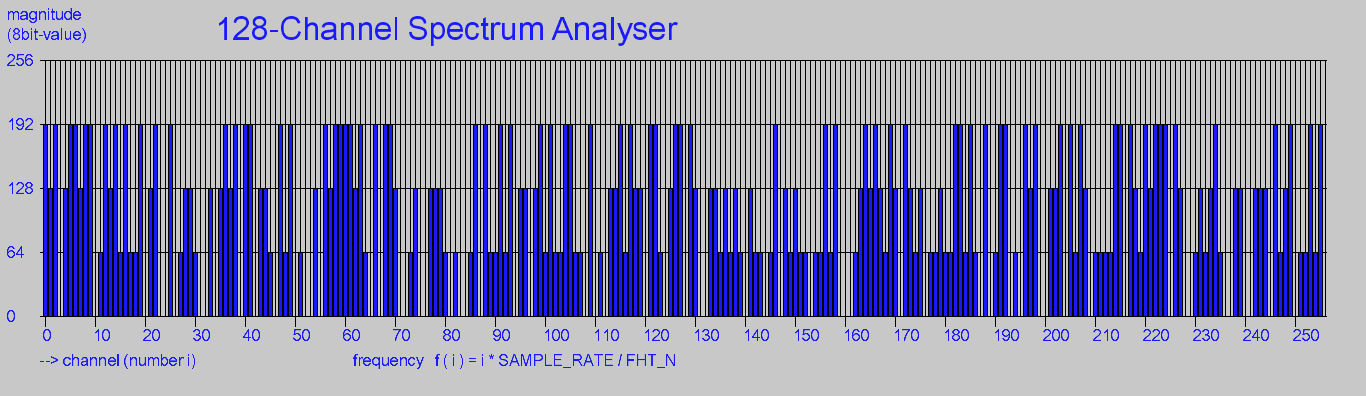 magnitude
(8bit-value)
128-Channel Spectrum Analyser
256
192
128
64
0
0 10 20 30 40 50 60 70 80 90 100 110 120 130 140 150 160 170 180 190 200 210 220 230 240 250
--> channel (number i)
frequency f ( i ) = i * SAMPLE_RATE / FHT_N